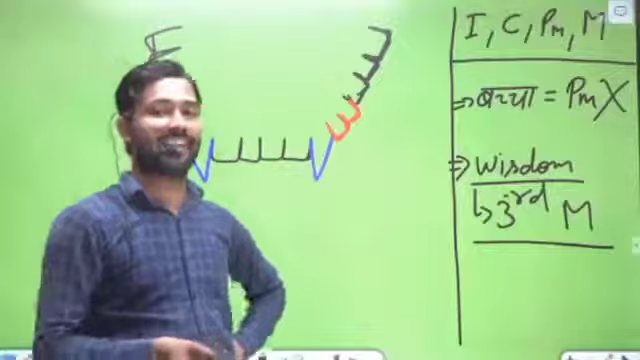 I, C, Pm, M
⇒ बच्चा = Pm X
⇒ Wisdom
↳ 3rd M